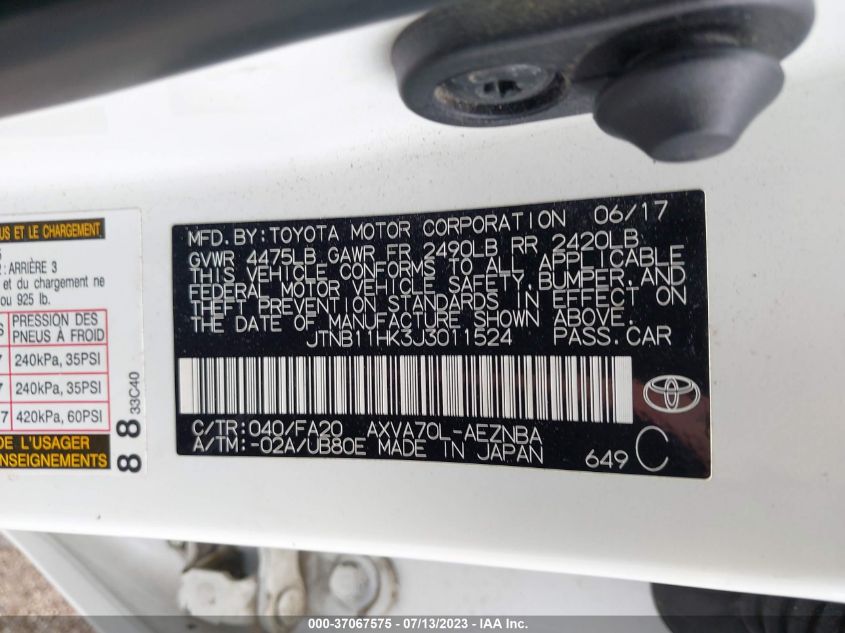 US ET LE CHARGEMENT
: ARRIÈRE 3
et du chargement ne
ou 925 lb.
PRESSION DES
PNEUS À FROID
240kPa, 35PSI
240kPa, 35PSI
420kPa, 60PSI
DE L'USAGER
ENSEIGNEMENTS
8 8 33C40
MFD. BY: TOYOTA MOTOR CORPORATION 06/17
GVWR 4475LB GAWR FR 2490LB RR 2420LB
THIS VEHICLE CONFORMS TO ALL APPLICABLE
FEDERAL MOTOR VEHICLE SAFETY, BUMPER, AND
THEFT PREVENTION STANDARDS IN EFFECT ON
THE DATE OF MANUFACTURE SHOWN ABOVE.
JTNB11HK3J3011524 PASS. CAR
C/TR: 040/FA20 AXVA70L-AEZNBA
A/TM: -02A/UB80E MADE IN JAPAN
649 C
000-37067575 - 07/13/2023 - IAA Inc.